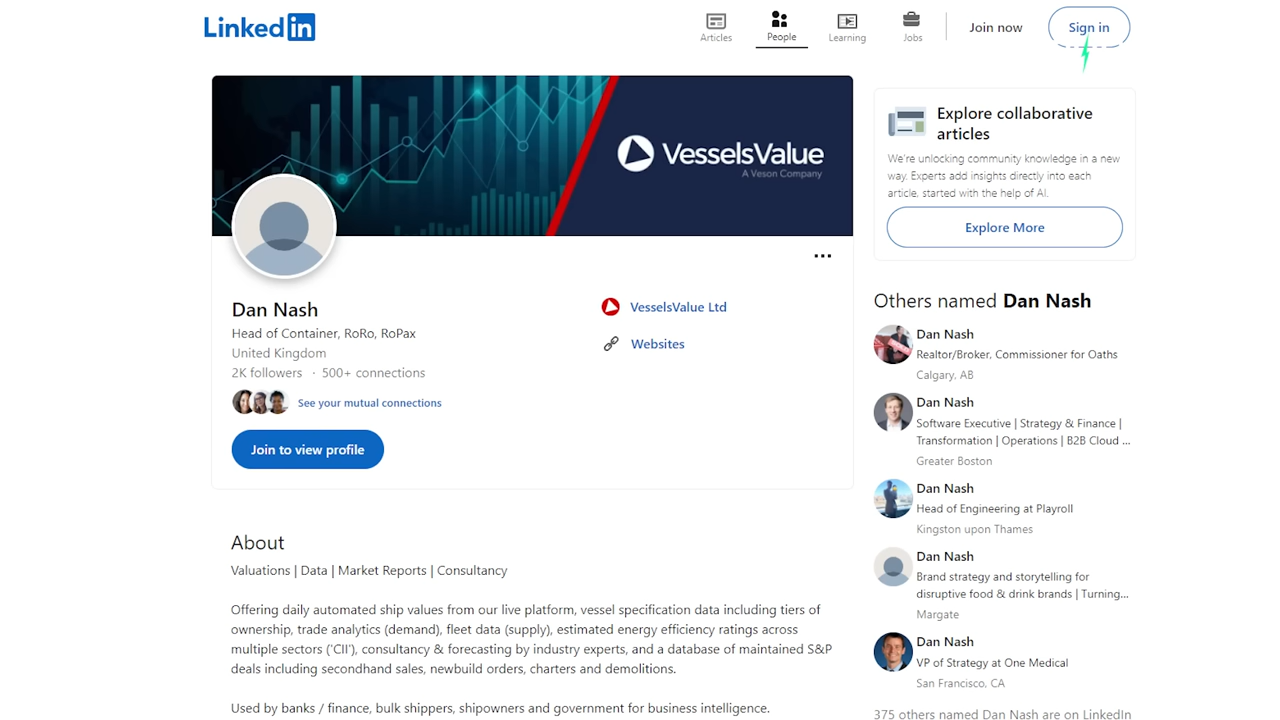 LinkedIn
Articles
People
Learning
Jobs
Join now
Sign in
VesselsValue
A Veson Company
Dan Nash
Head of Container, RoRo, RoPax
United Kingdom
2K followers · 500+ connections
See your mutual connections
Join to view profile
VesselsValue Ltd
Websites
About
Valuations | Data | Market Reports | Consultancy
Offering daily automated ship values from our live platform, vessel specification data including tiers of
ownership, trade analytics (demand), fleet data (supply), estimated energy efficiency ratings across
multiple sectors ('CII'), consultancy & forecasting by industry experts, and a database of maintained S&P
deals including secondhand sales, newbuild orders, charters and demolitions.
Used by banks / finance, bulk shippers, shipowners and government for business intelligence.
Explore collaborative
articles
We're unlocking community knowledge in a new
way. Experts add insights directly into each
article, started with the help of AI.
Explore More
Others named Dan Nash
Dan Nash
Realtor/Broker, Commissioner for Oaths
Calgary, AB
Dan Nash
Software Executive | Strategy & Finance |
Transformation | Operations | B2B Cloud ...
Greater Boston
Dan Nash
Head of Engineering at Playroll
Kingston upon Thames
Dan Nash
Brand strategy and storytelling for
disruptive food & drink brands | Turning...
Margate
Dan Nash
VP of Strategy at One Medical
San Francisco, CA
375 others named Dan Nash are on LinkedIn